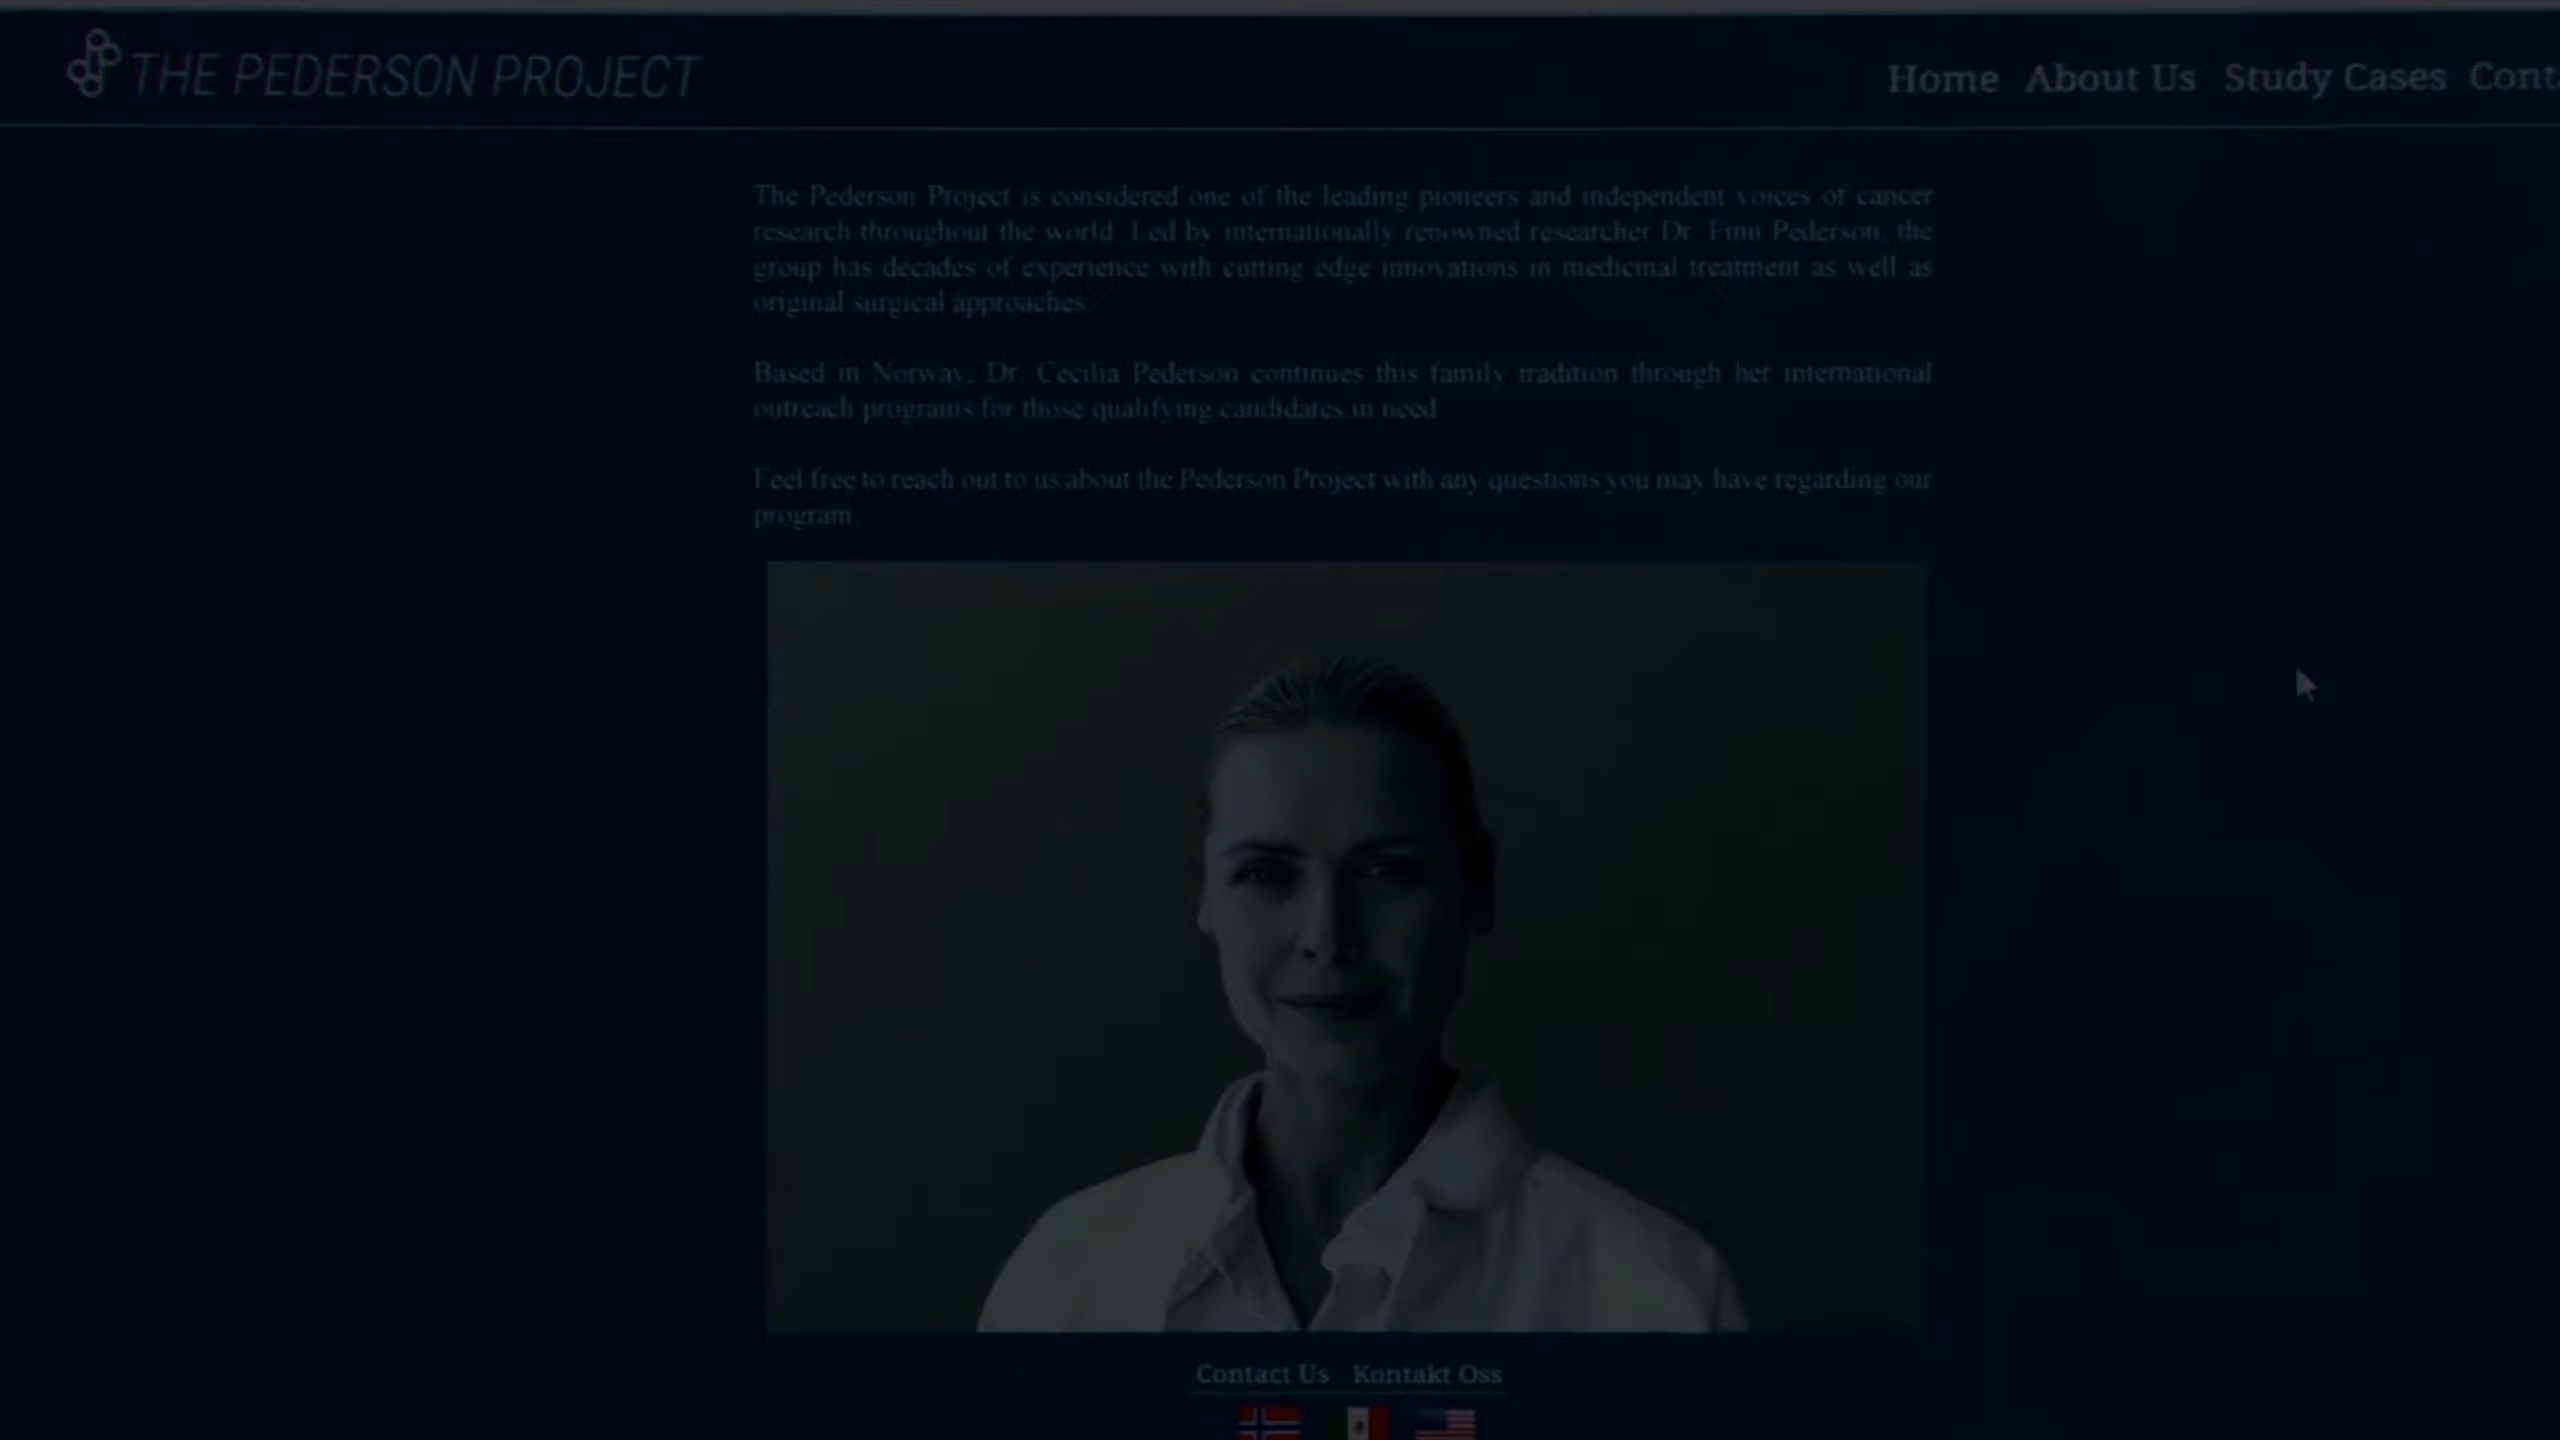 THE PEDERSON PROJECT
Home About Us Study Cases Cont
The Pederson Project is considered one of the leading pioneers and independent voices of cancer
research throughout the world. Led by internationally renowned researcher Dr. Finn Pederson, the
group has decades of experience with cutting edge innovations in medicinal treatment as well as
original surgical approaches.
Based in Norway, Dr. Cecilia Pederson continues this family tradition through her international
outreach programs for those qualifying candidates in need.
Feel free to reach out to us about the Pederson Project with any questions you may have regarding our
program.
Contact Us Kontakt Oss